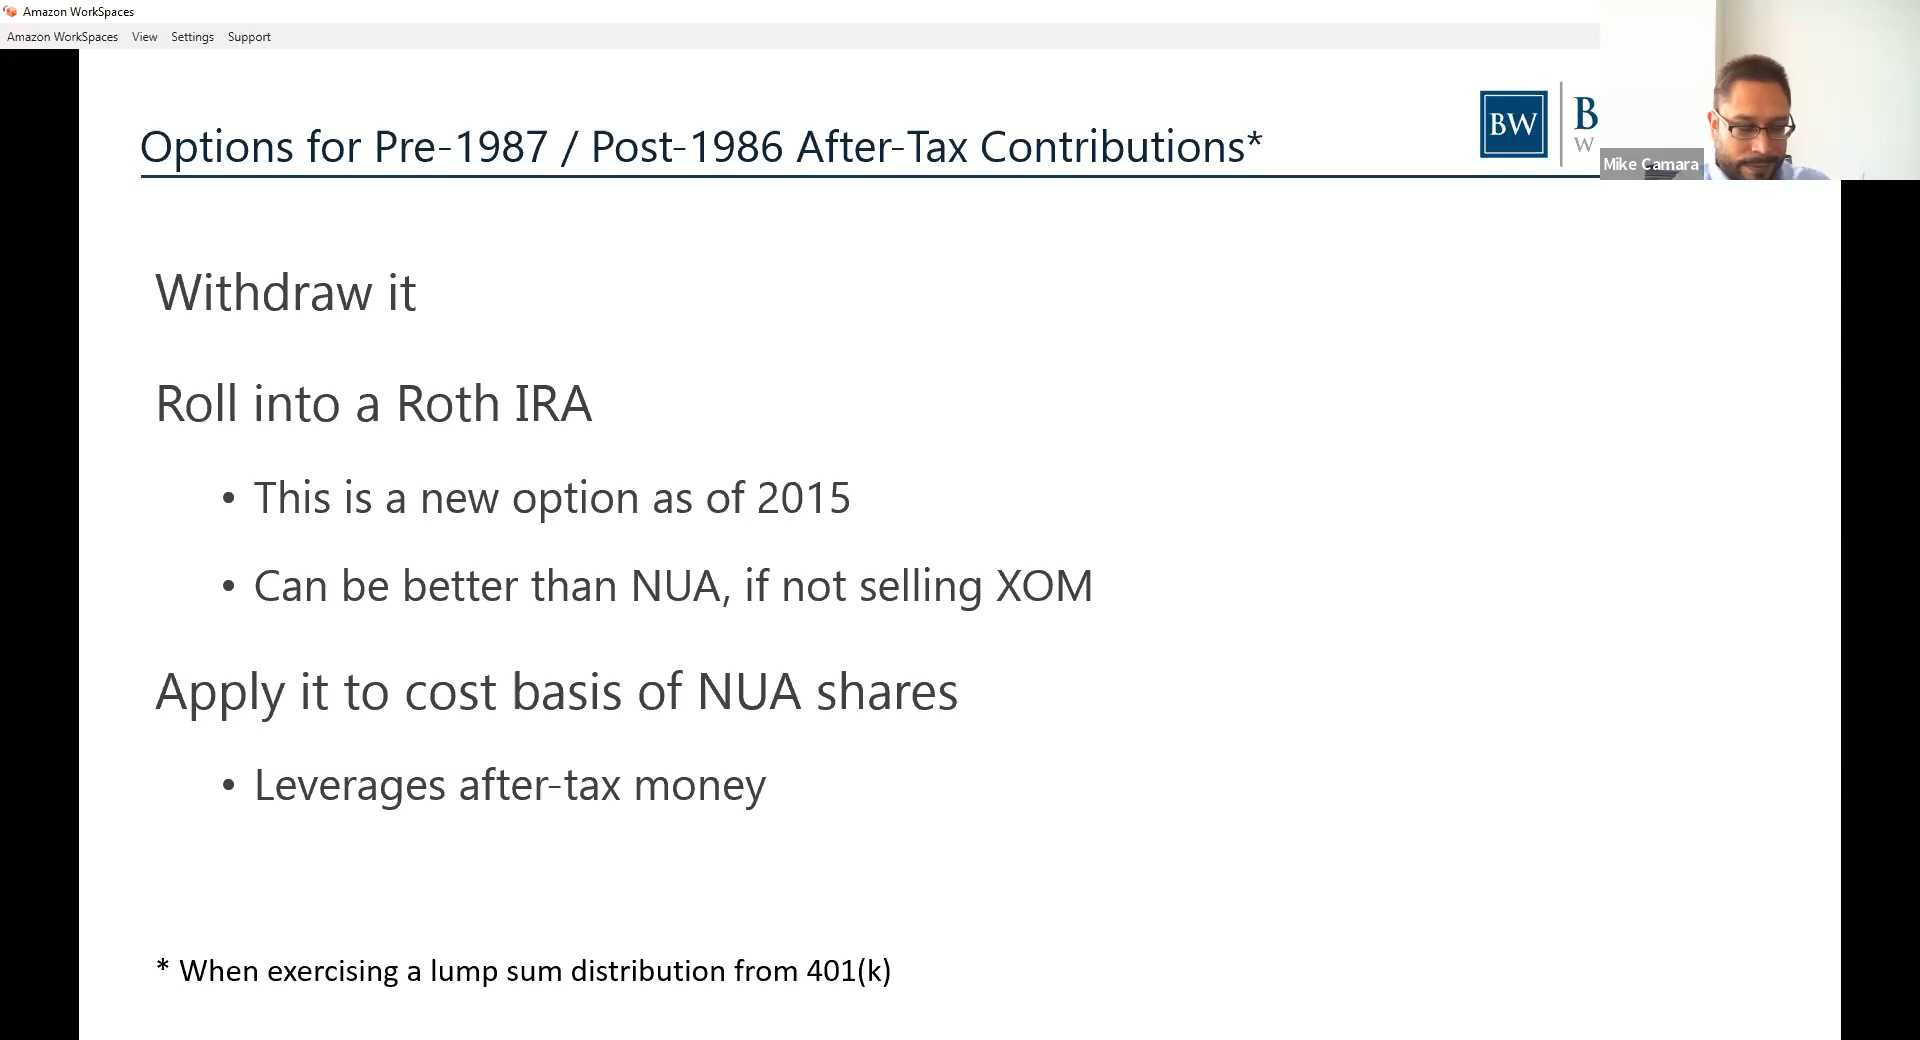 Amazon WorkSpaces
Amazon WorkSpaces View Settings Support
Options for Pre-1987 / Post-1986 After-Tax Contributions*
BW
B
W
Mike Camara
Withdraw it
Roll into a Roth IRA
• This is a new option as of 2015
• Can be better than NUA, if not selling XOM
Apply it to cost basis of NUA shares
• Leverages after-tax money
* When exercising a lump sum distribution from 401(k)